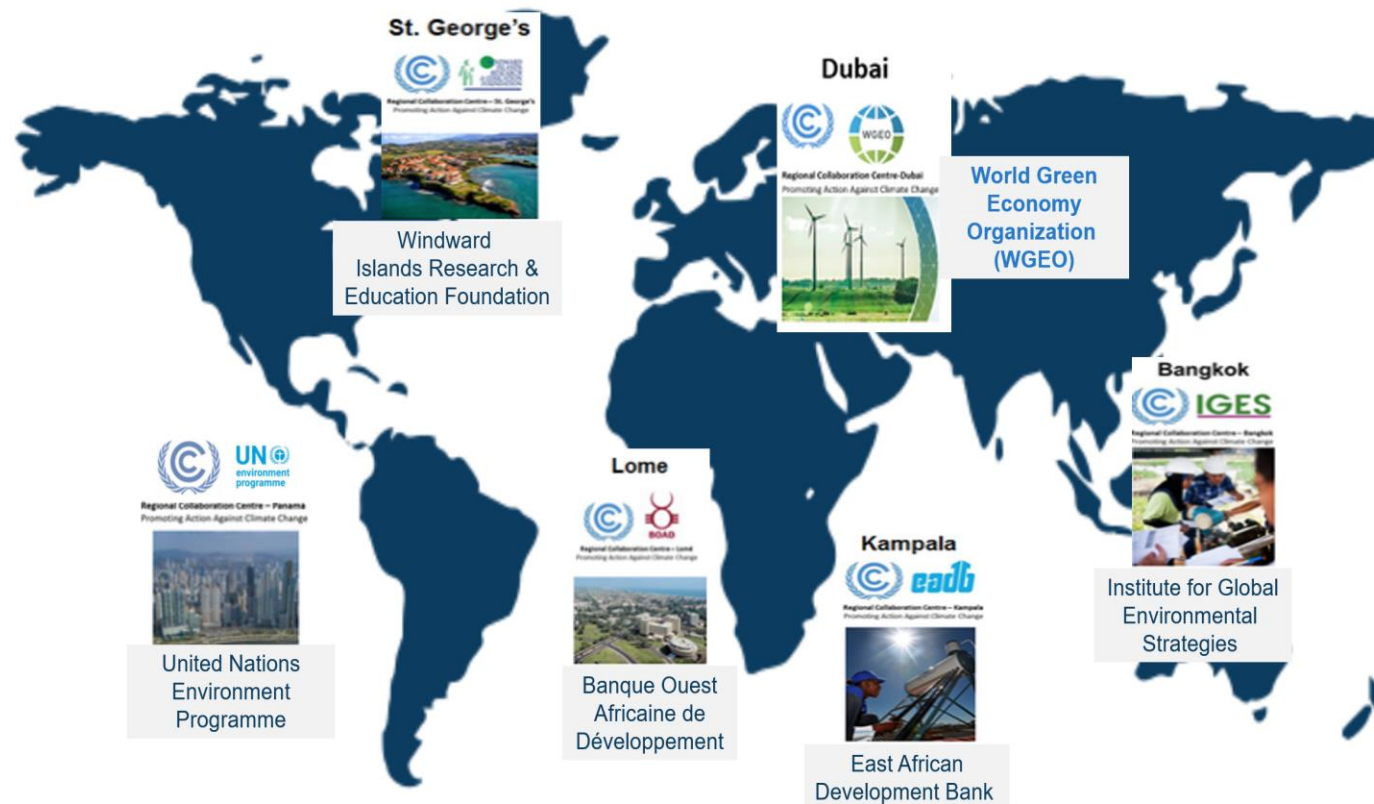 St. George's
Regional Collaboration Centre – St. George's
Promoting Action Against Climate Change
Windward
Islands Research &
Education Foundation
Dubai
WGEO
Regional Collaboration Centre-Dubai
Promoting Action Against Climate Change
World Green
Economy
Organization
(WGEO)
Bangkok
IGES
Regional Collaboration Centre – Bangkok
Promoting Action Against Climate Change
Institute for Global
Environmental
Strategies
UN
environment
programme
Regional Collaboration Centre – Panama
Promoting Action Against Climate Change
United Nations
Environment
Programme
Lome
BOAD
Regional Collaboration Centre – Lomé
Promoting Action Against Climate Change
Banque Ouest
Africaine de
Développement
Kampala
eadb
Regional Collaboration Centre – Kampala
Promoting Action Against Climate Change
East African
Development Bank